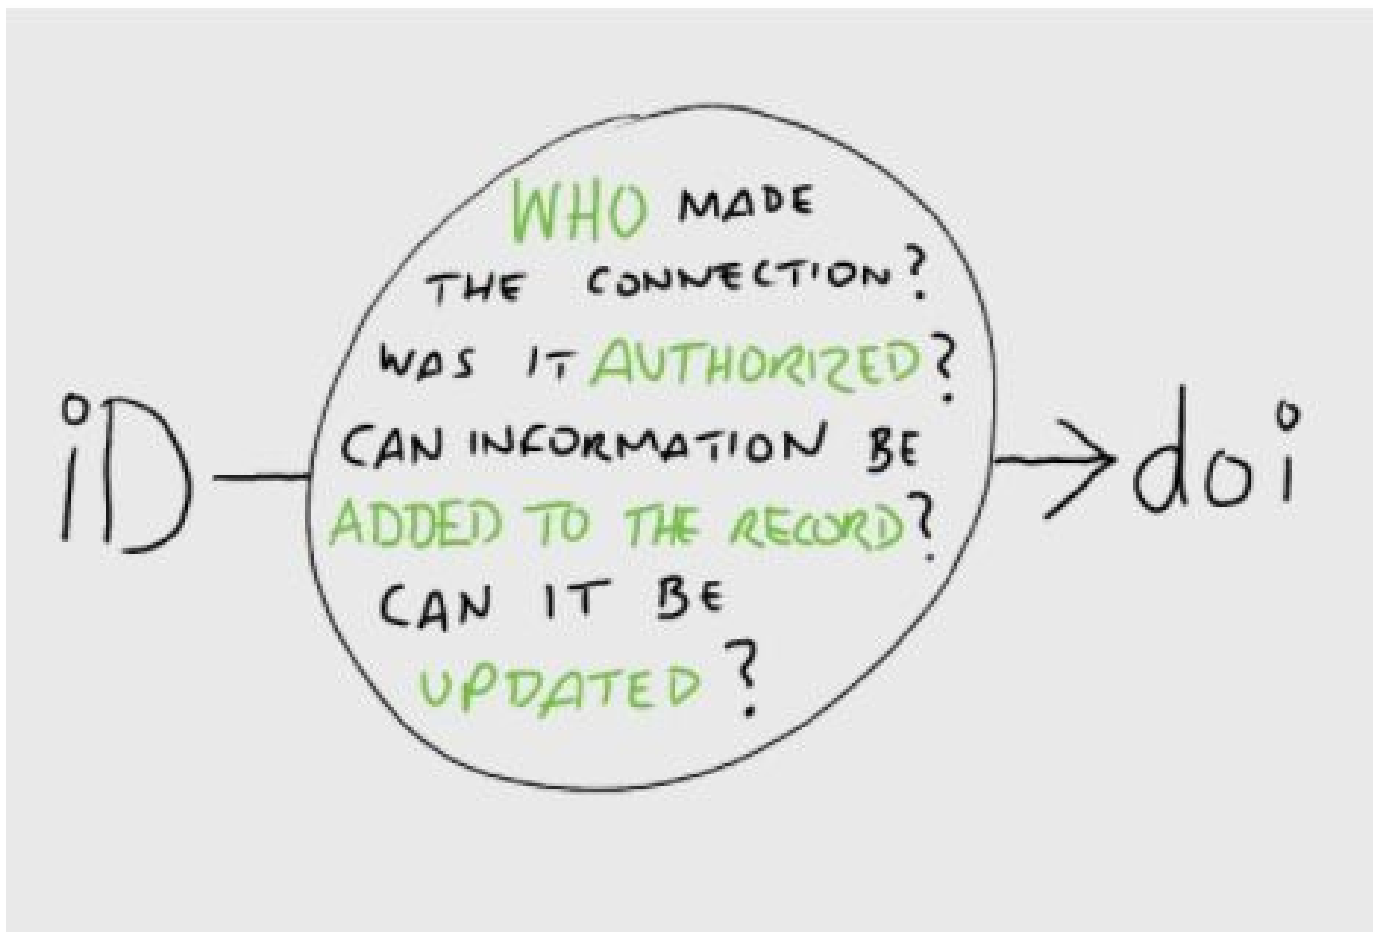 WHO MADE
THE CONNECTION?
WAS IT AUTHORIZED?
iD
CAN INFORMATION BE
doi
ADDED TO THE RECORD?
CAN IT BE
UPDATED?